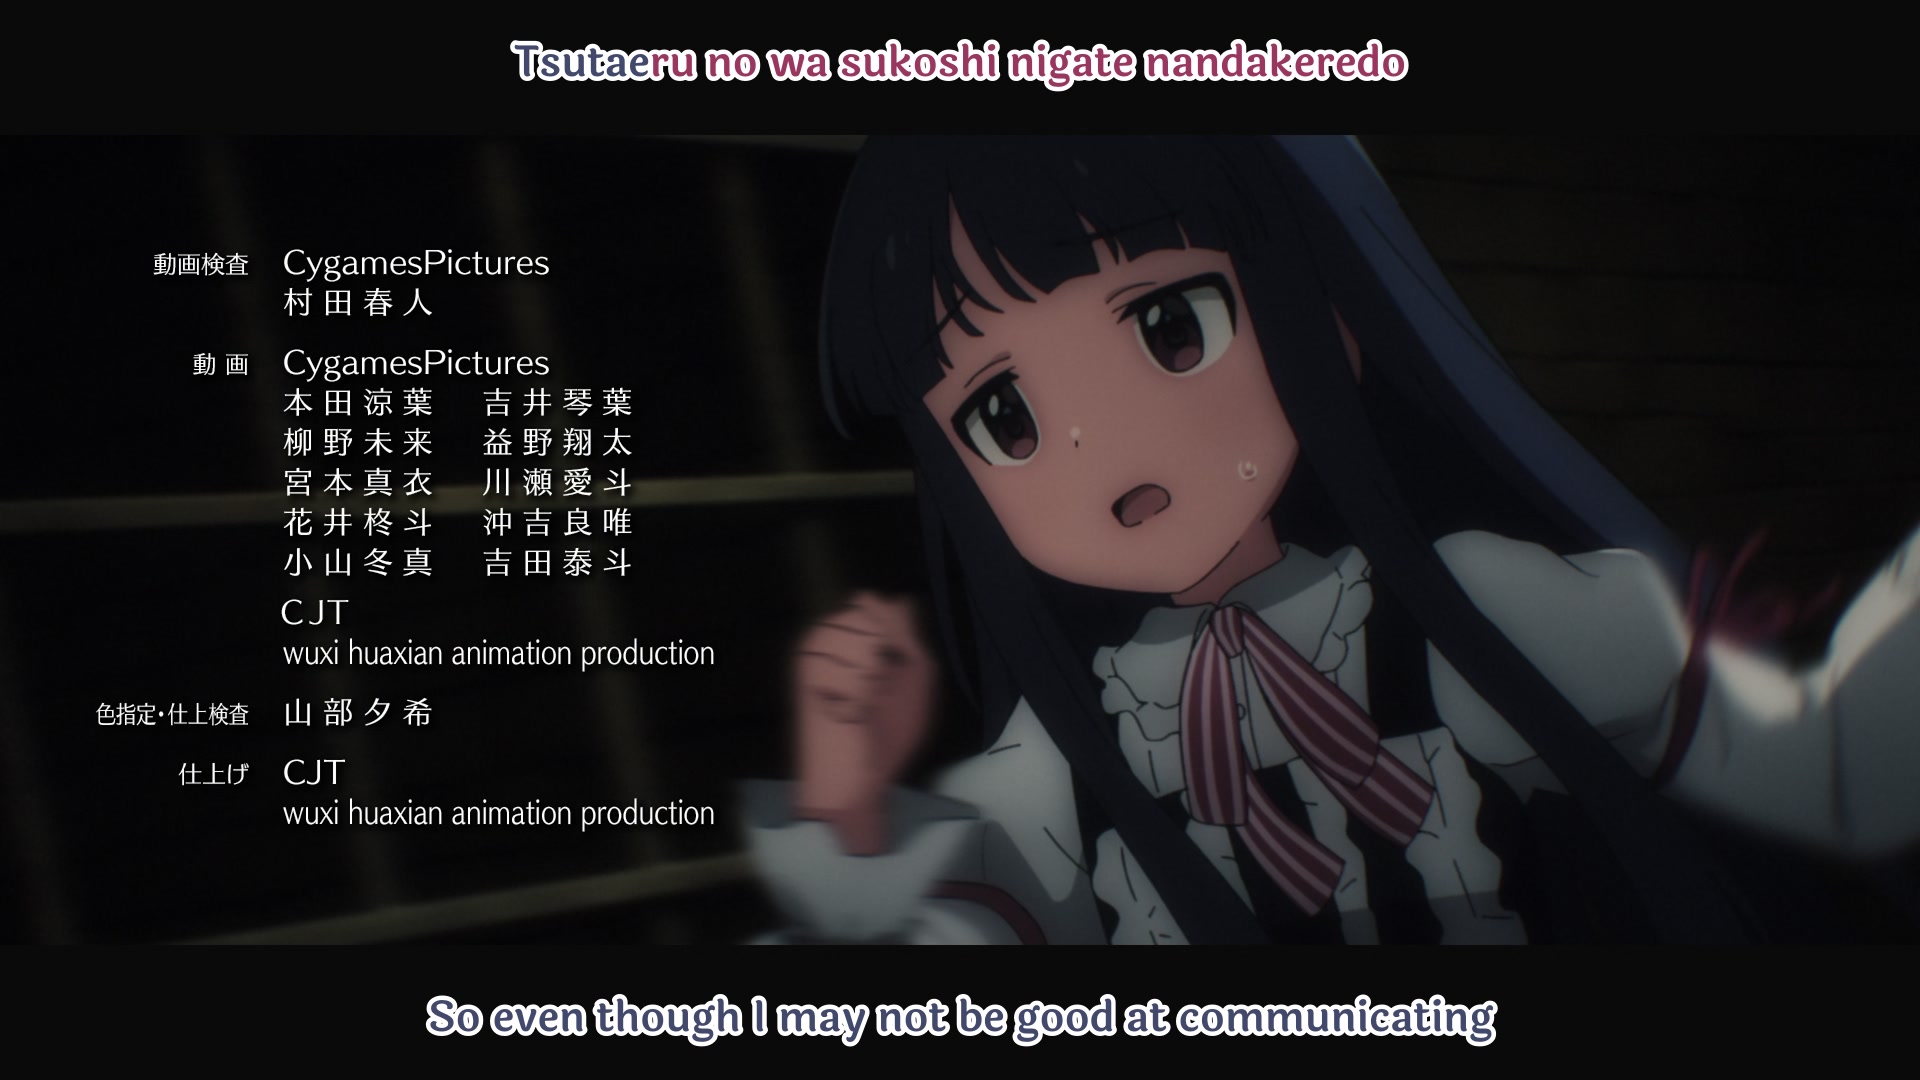 Tsutaeru no wa sukoshi nigate nandakeredo
動画検査 CygamesPictures
村田春人
動画 CygamesPictures
本田涼葉 吉井琴葉
柳野未来 益野翔太
宮本真衣 川瀬愛斗
花井柊斗 沖吉良唯
小山冬真 吉田泰斗
CJT
wuxi huaxian animation production
色指定・仕上検査 山部夕希
仕上げ CJT
wuxi huaxian animation production
So even though I may not be good at communicating